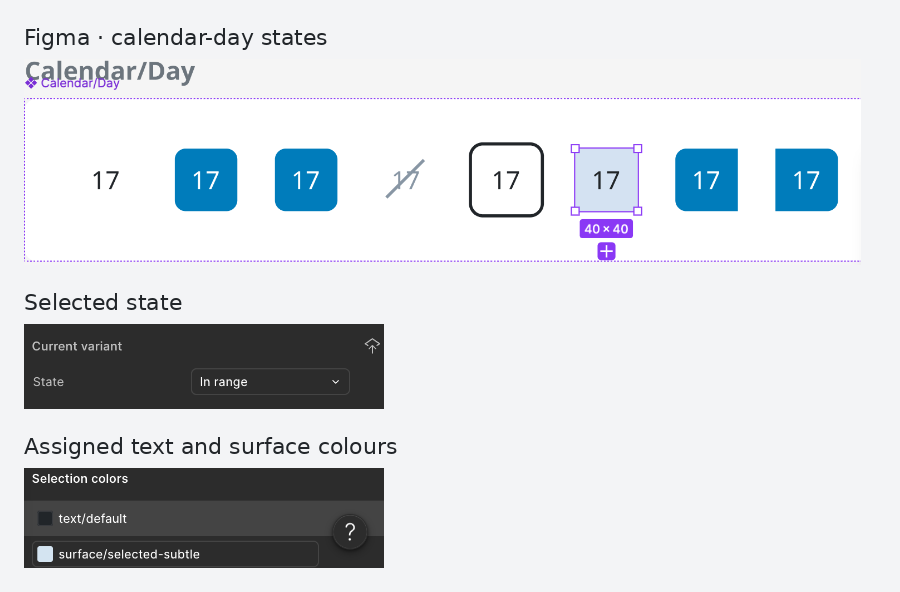 Figma · calendar-day states
Calendar/Day
Calendar/Day
17 17 17 17 17 17 17 17
40 × 40
Selected state
Current variant
State In range
Assigned text and surface colours
Selection colors
text/default
?
surface/selected-subtle